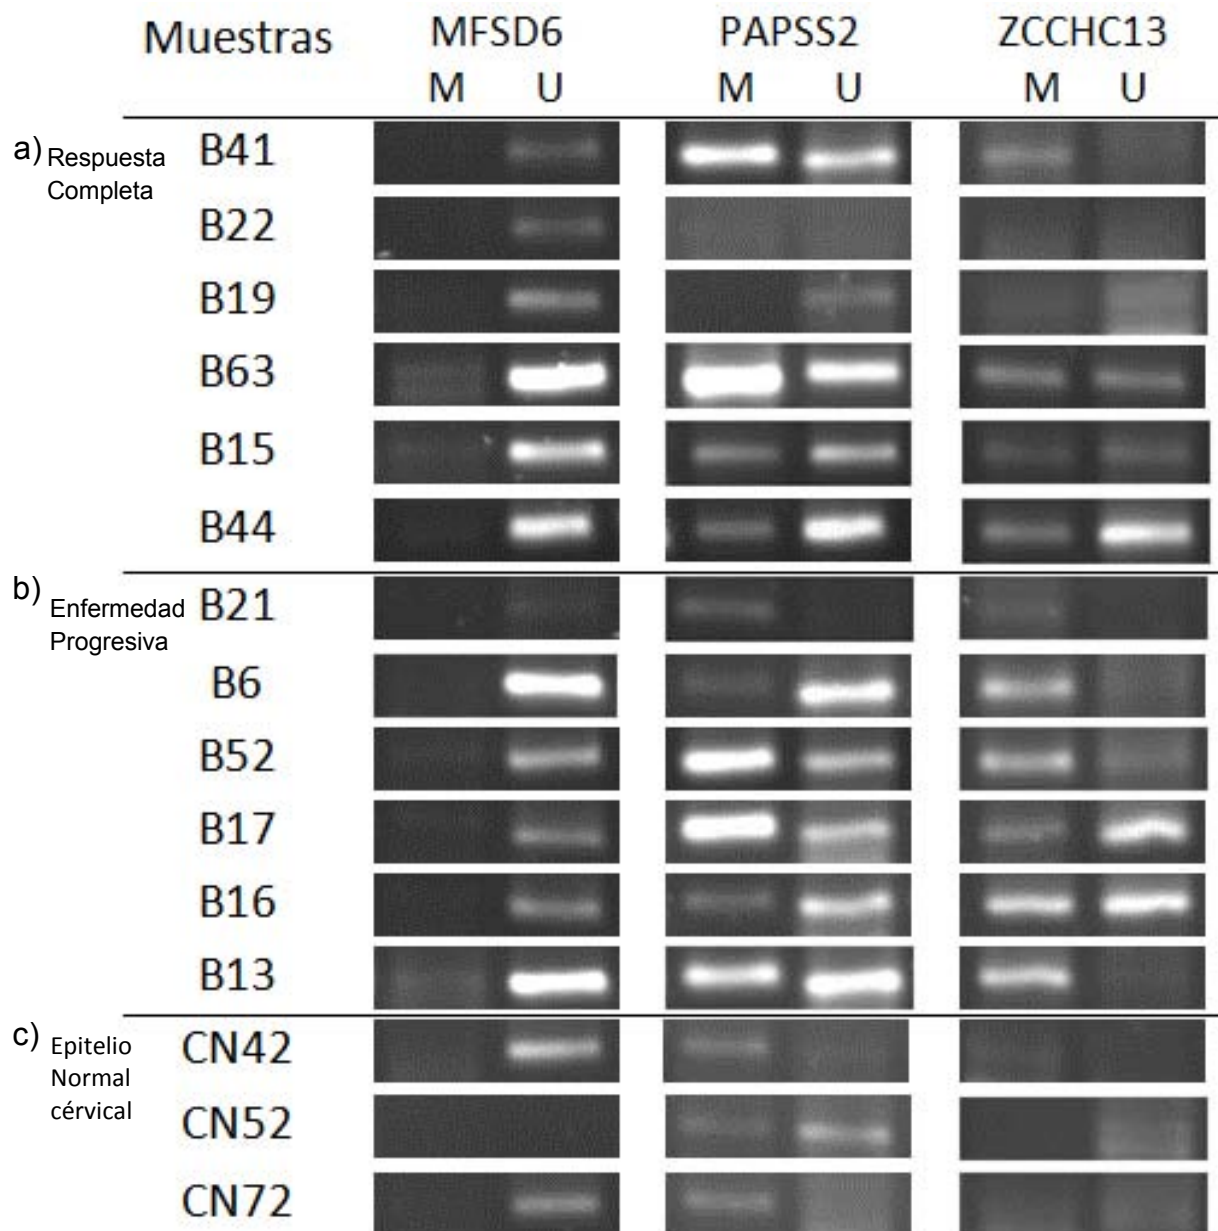 Muestras MFSD6 PAPSS2 ZCCHC13
M U M U M U
a) Respuesta B41
Completa
B22
B19
B63
B15
B44
b) Enfermedad B21
Progresiva
B6
B52
B17
B16
B13
c) Epitelio CN42
Normal
cérvical
CN52
CN72